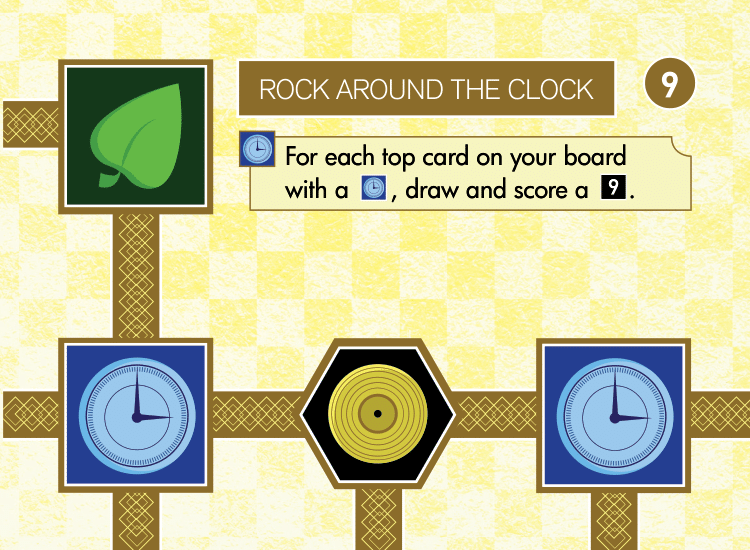 ROCK AROUND THE CLOCK
9
For each top card on your board
with a , draw and score a 9.